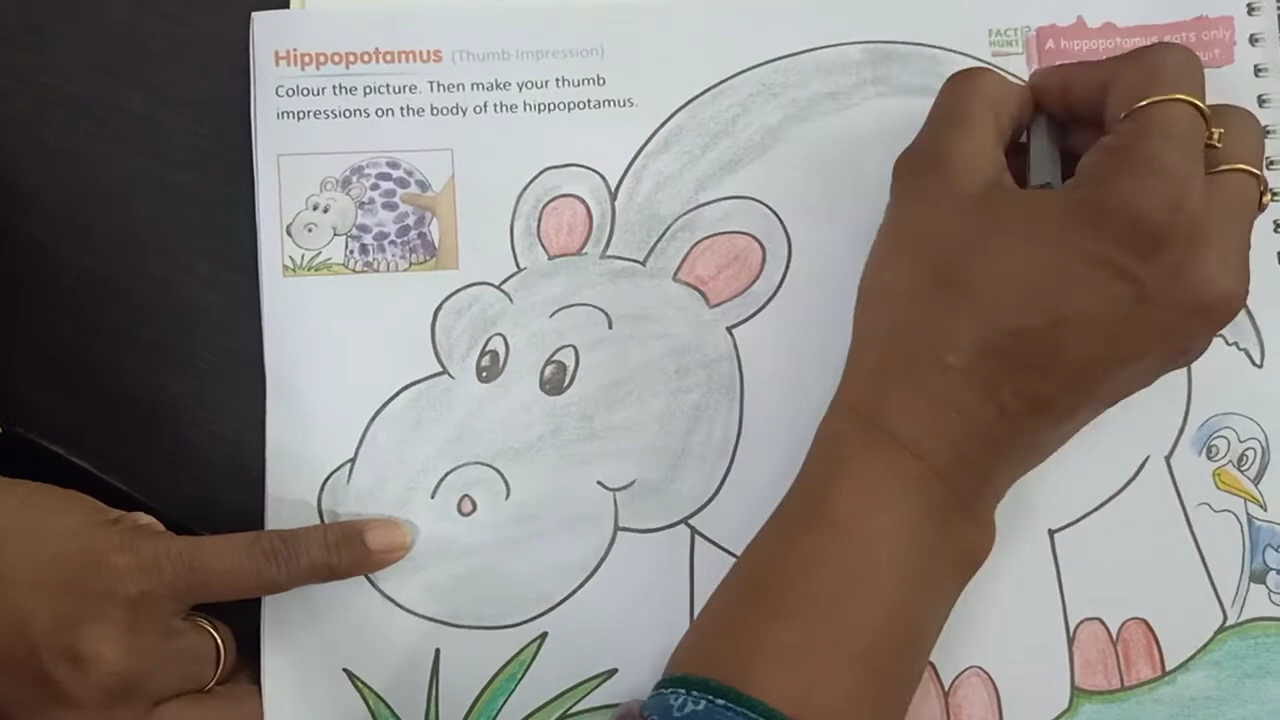 Hippopotamus (Thumb Impression)
Colour the picture. Then make your thumb
impressions on the body of the hippopotamus.
FACT
HUNT
A hippopotamus eats only